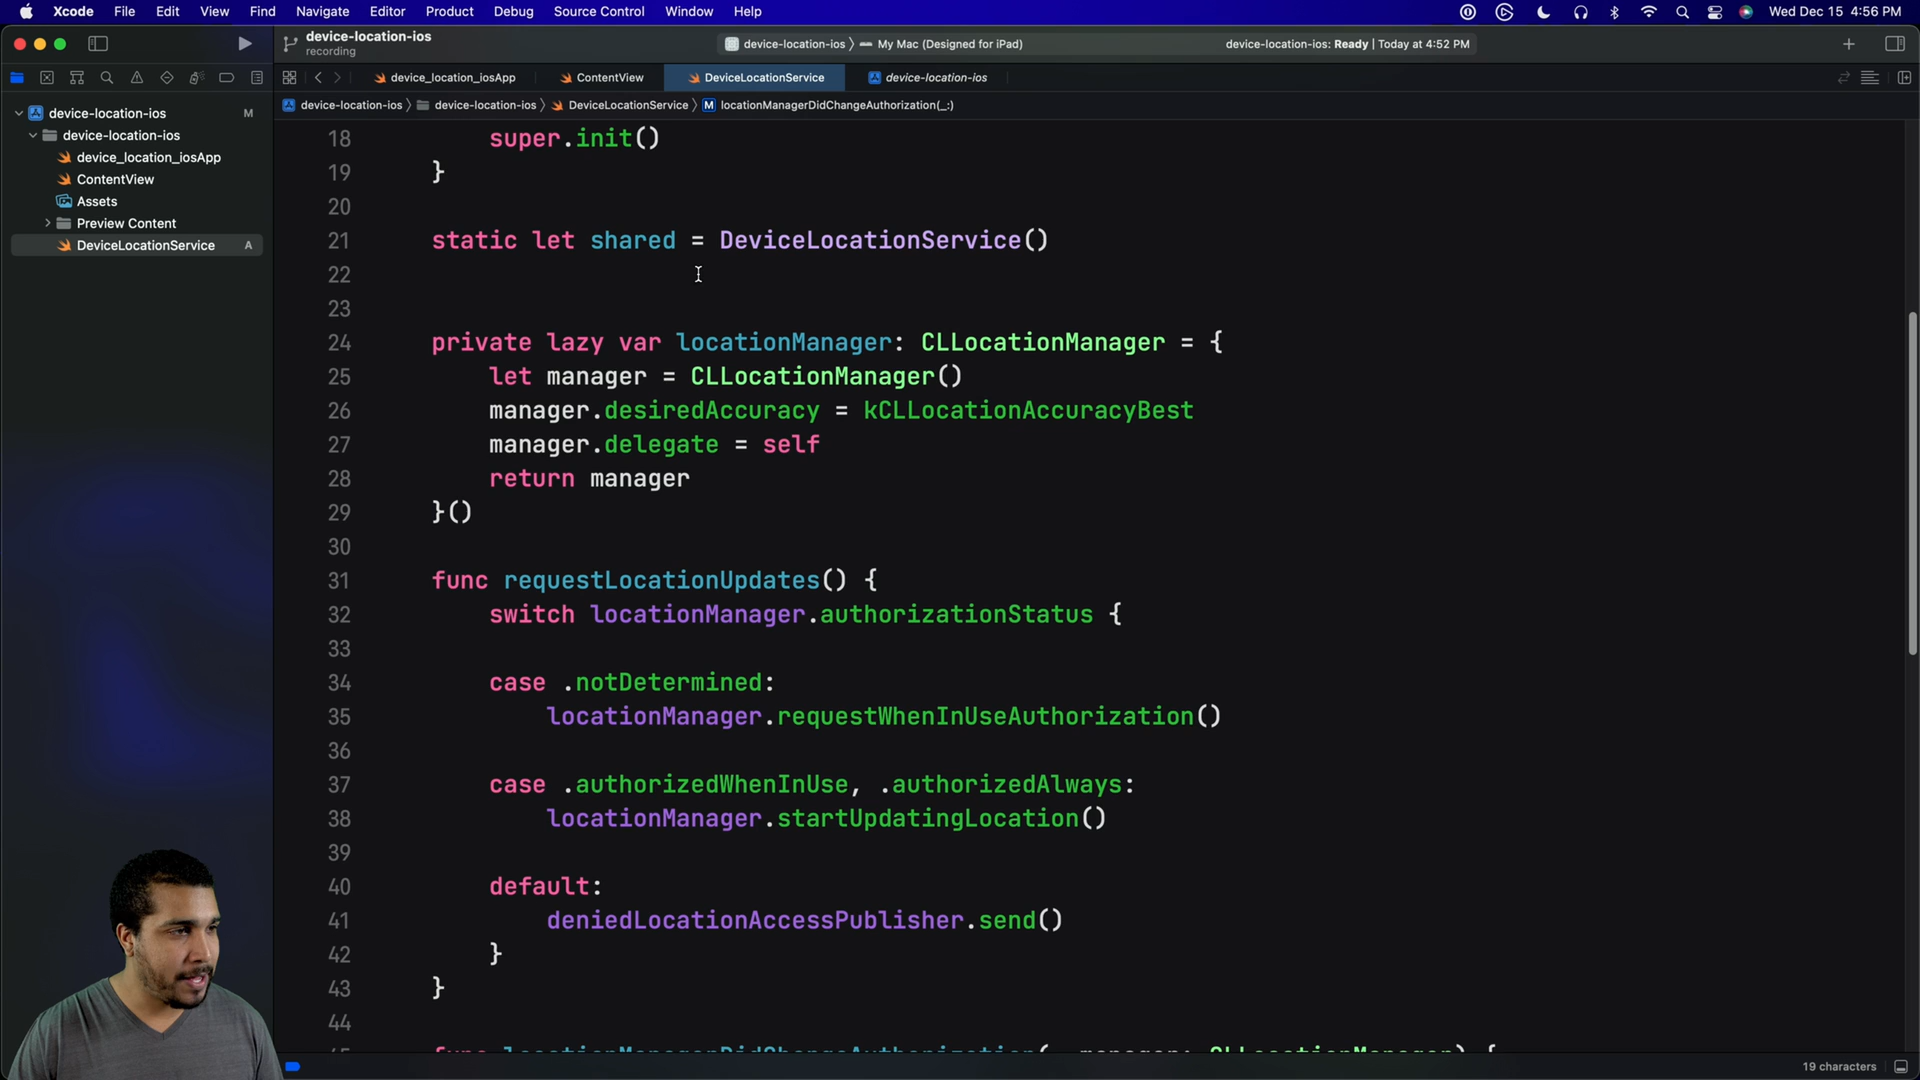 Xcode File Edit View Find Navigate Editor Product Debug Source Control Window Help Wed Dec 15 4:56 PM
device-location-ios
recording
device-location-ios 〉 My Mac (Designed for iPad)
device-location-ios: Ready | Today at 4:52 PM
device_location_iosApp ContentView DeviceLocationService device-location-ios
device-location-ios 〉 device-location-ios 〉 DeviceLocationService 〉 M locationManagerDidChangeAuthorization(_:)
device-location-ios M
device-location-ios
device_location_iosApp
ContentView
Assets
Preview Content
DeviceLocationService A
18 super.init()
19 }
20
21 static let shared = DeviceLocationService()
22
23
24 private lazy var locationManager: CLLocationManager = {
25 let manager = CLLocationManager()
26 manager.desiredAccuracy = kCLLocationAccuracyBest
27 manager.delegate = self
28 return manager
29 }()
30
31 func requestLocationUpdates() {
32 switch locationManager.authorizationStatus {
33
34 case .notDetermined:
35 locationManager.requestWhenInUseAuthorization()
36
37 case .authorizedWhenInUse, .authorizedAlways:
38 locationManager.startUpdatingLocation()
39
40 default:
41 deniedLocationAccessPublisher.send()
42 }
43 }
44
45 func locationManagerDidChangeAuthorization(_ manager: CLLocationManager) {
19 characters